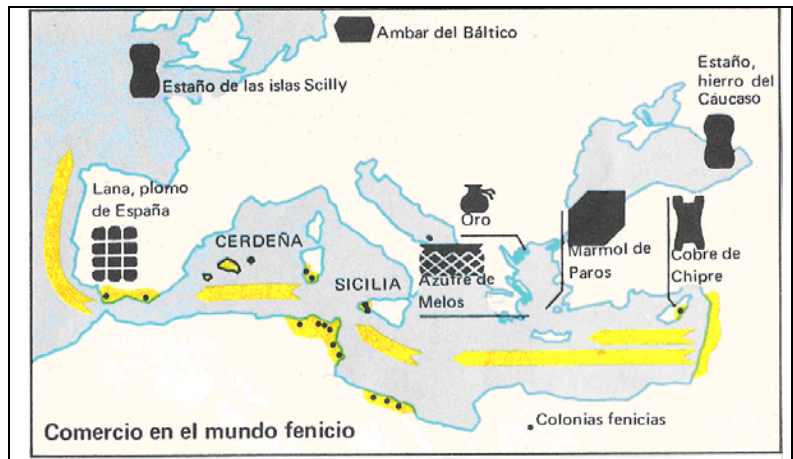 Ambar del Báltico
Estaño de las islas Scilly
Estaño,
hierro del
Cáucaso
Lana, plomo
de España
Oro
CERDEÑA
SICILIA
Azufre de
Melos
Marmol de
Paros
Cobre de
Chipre
Colonias fenicias
Comercio en el mundo fenicio